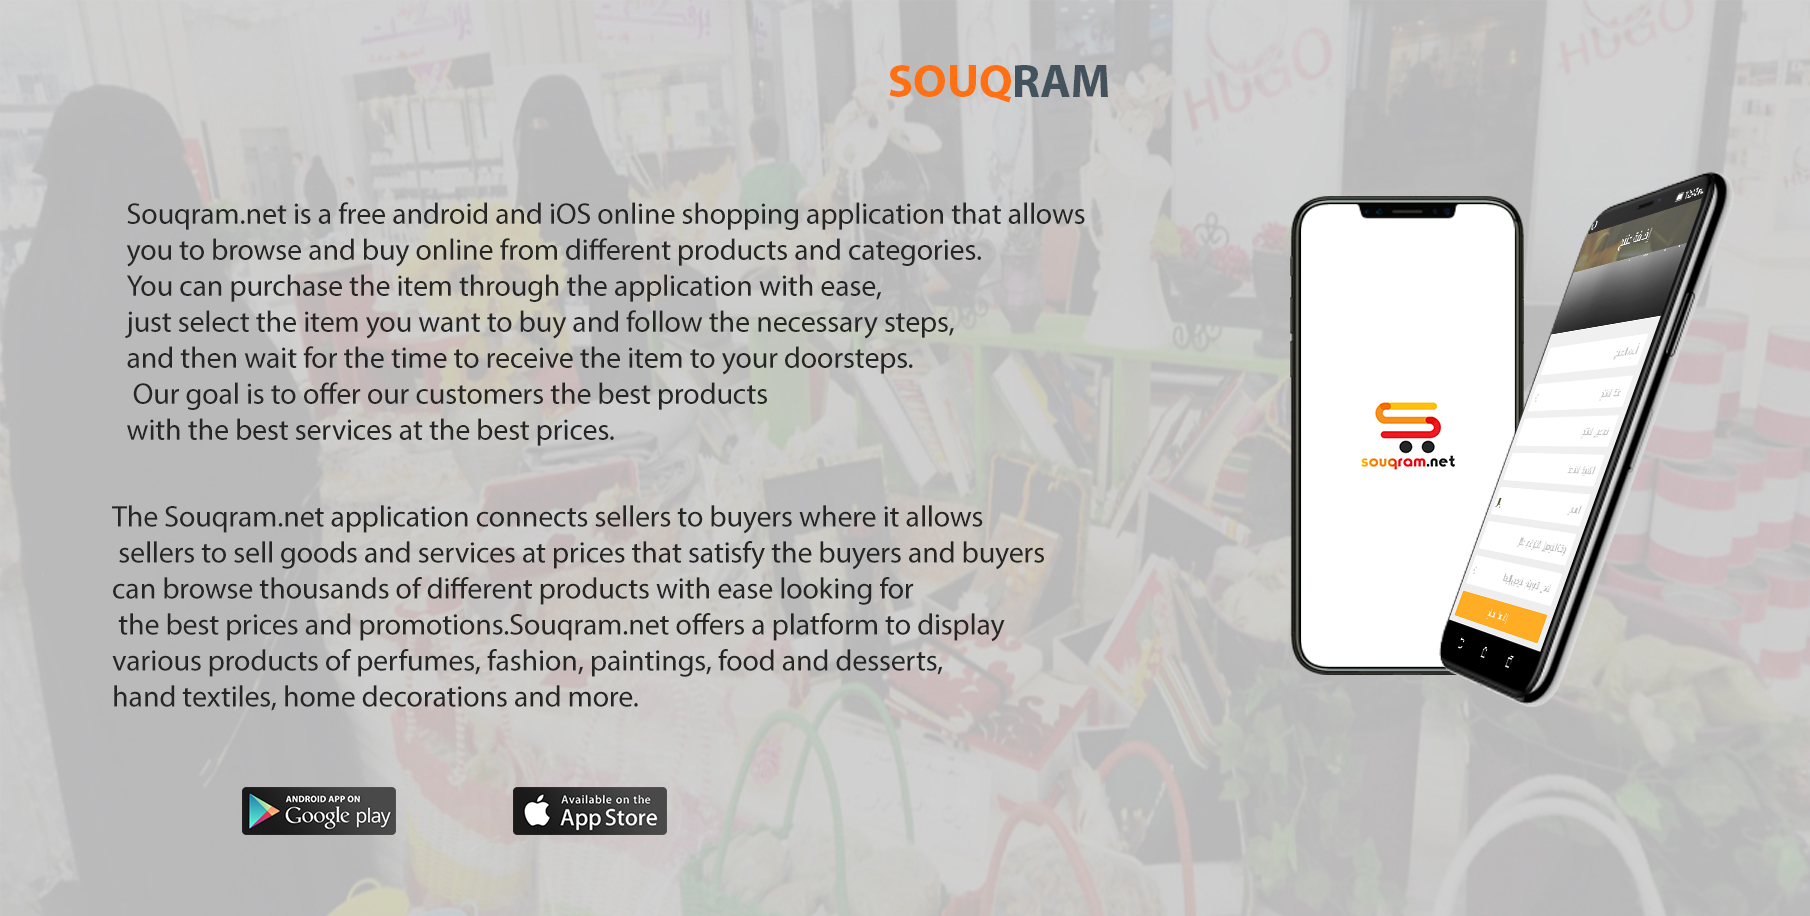 SOUQRAM
HUGO
HUGO
Souqram.net is a free android and iOS online shopping application that allows
you to browse and buy online from different products and categories.
You can purchase the item through the application with ease,
just select the item you want to buy and follow the necessary steps,
and then wait for the time to receive the item to your doorsteps.
Our goal is to offer our customers the best products
with the best services at the best prices.
The Souqram.net application connects sellers to buyers where it allows
sellers to sell goods and services at prices that satisfy the buyers and buyers
can browse thousands of different products with ease looking for
the best prices and promotions.Souqram.net offers a platform to display
various products of perfumes, fashion, paintings, food and desserts,
hand textiles, home decorations and more.
souqram.net
ANDROID APP ON
Google play
Available on the
App Store